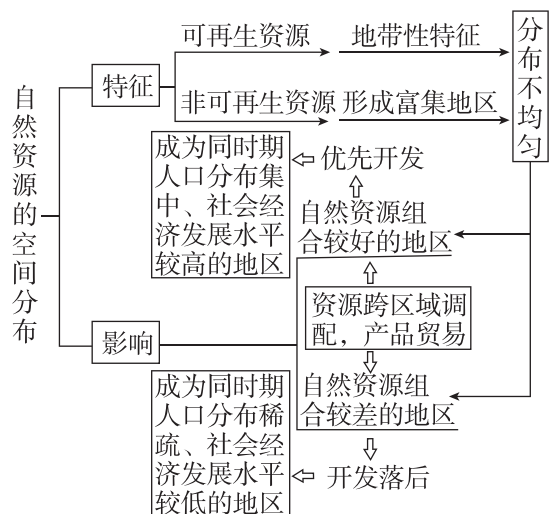 自然资源的空间分布
特征
可再生资源
地带性特征
非可再生资源
形成富集地区
分布不均匀
成为同时期
人口分布集
中、社会经
济发展水平
较高的地区
优先开发
自然资源组
合较好的地区
资源跨区域调
配，产品贸易
影响
自然资源组
合较差的地区
成为同时期
人口分布稀
疏、社会经
济发展水平
较低的地区
开发落后